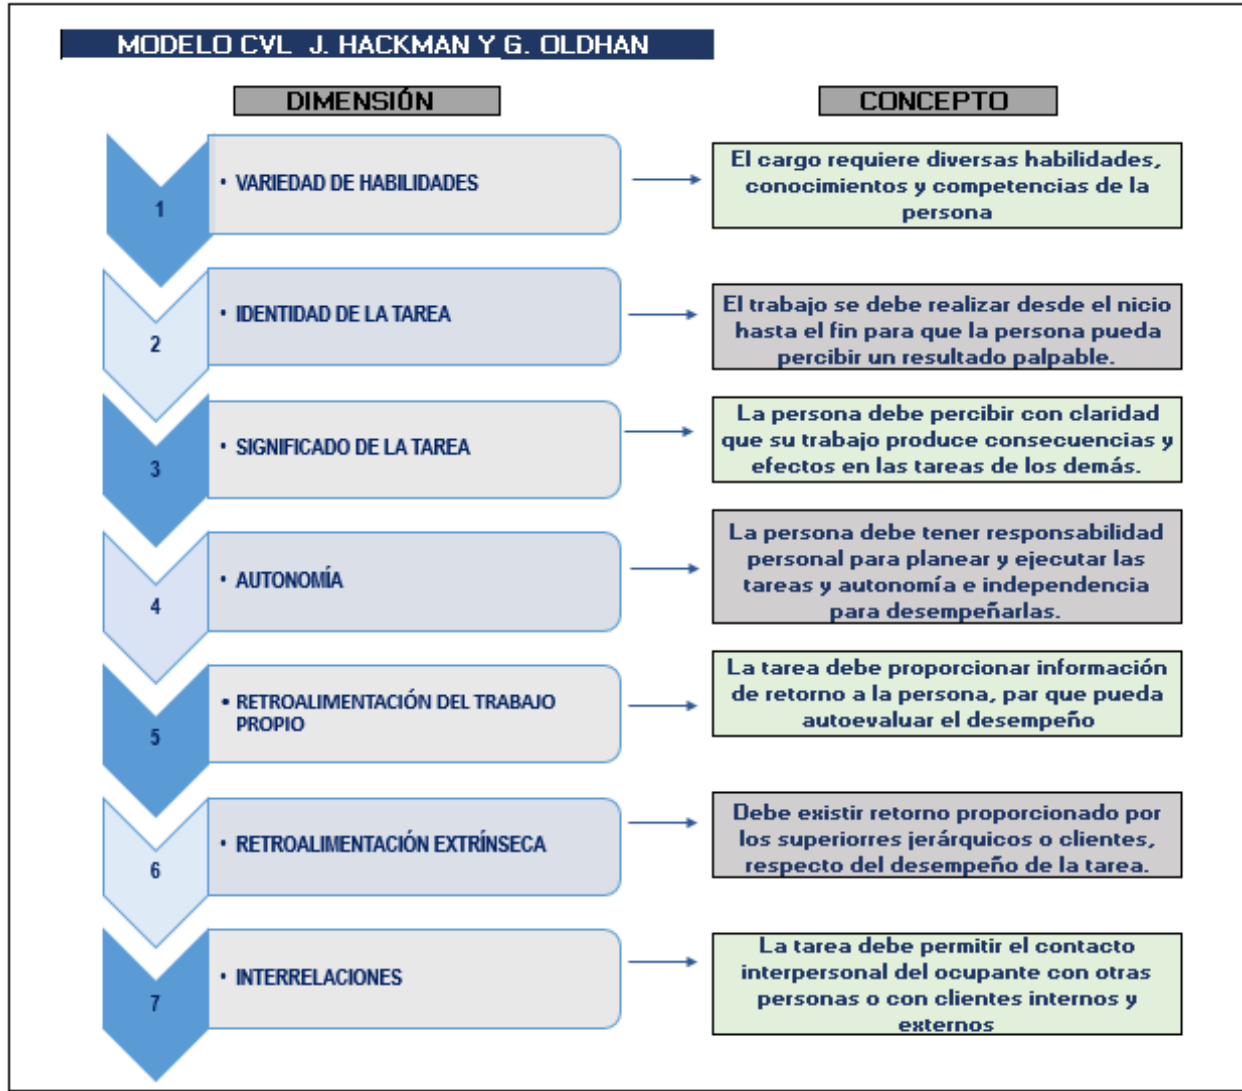 MODELO CVL J. HACKMAN Y G. OLDHAN
DIMENSIÓN
CONCEPTO
1
• VARIEDAD DE HABILIDADES
El cargo requiere diversas habilidades,
conocimientos y competencias de la
persona
2
• IDENTIDAD DE LA TAREA
El trabajo se debe realizar desde el nicio
hasta el fin para que la persona pueda
percibir un resultado palpable.
3
• SIGNIFICADO DE LA TAREA
La persona debe percibir con claridad
que su trabajo produce consecuencias y
efectos en las tareas de los demás.
4
• AUTONOMÍA
La persona debe tener responsabilidad
personal para planear y ejecutar las
tareas y autonomía e independencia
para desempeñarlas.
5
• RETROALIMENTACIÓN DEL TRABAJO
PROPIO
La tarea debe proporcionar información
de retorno a la persona, par que pueda
autoevaluar el desempeño
6
• RETROALIMENTACIÓN EXTRÍNSECA
Debe existir retorno proporcionado por
los superiorres jerárquicos o clientes,
respecto del desempeño de la tarea.
7
• INTERRELACIONES
La tarea debe permitir el contacto
interpersonal del ocupante con otras
personas o con clientes internos y
externos